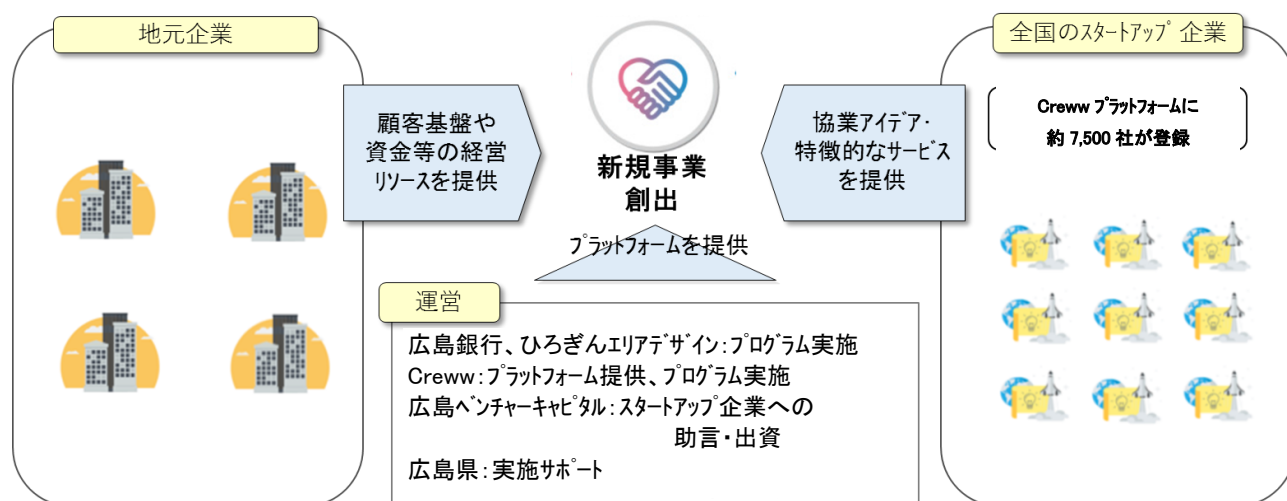 地元企業
顧客基盤や
資金等の経営
リソースを提供
新規事業
創出
プラットフォームを提供
協業アイデア・
特徴的なサービス
を提供
全国のスタートアップ企業
Creww プラットフォームに
約 7,500 社が登録
運営
広島銀行、ひろぎんエリアデザイン：プログラム実施
Creww：プラットフォーム提供、プログラム実施
広島ベンチャーキャピタル：スタートアップ企業への
助言・出資
広島県：実施サポート